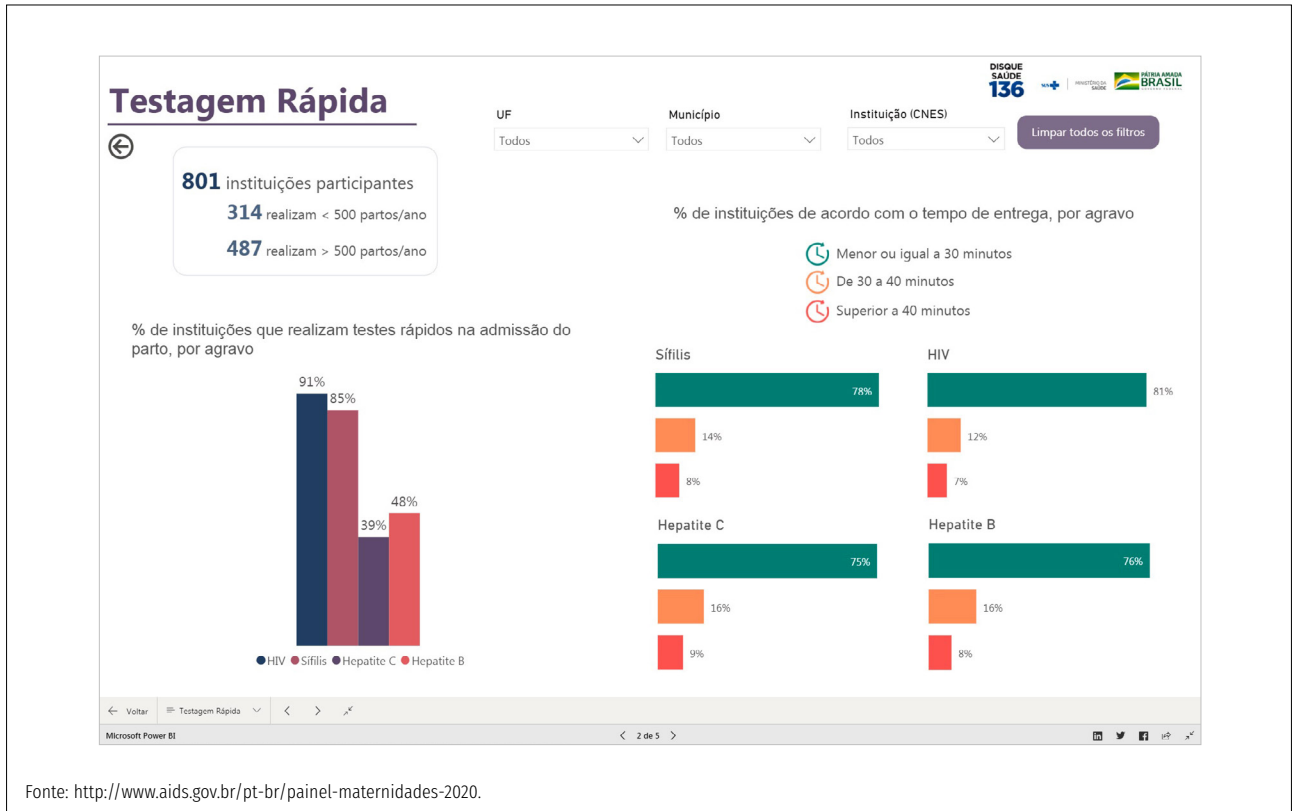 Testagem Rápida
UF
Todos
Município
Todos
Instituição (CNES)
Todos
Limpar todos os filtros
DISQUE
SAÚDE
136
SUS
MINISTÉRIO DA
SAÚDE
PÁTRIA AMADA
BRASIL
GOVERNO FEDERAL
801 instituições participantes
314 realizam < 500 partos/ano
487 realizam > 500 partos/ano
% de instituições que realizam testes rápidos na admissão do
parto, por agravo
91%
85%
39%
48%
HIV Sífilis Hepatite C Hepatite B
% de instituições de acordo com o tempo de entrega, por agravo
Menor ou igual a 30 minutos
De 30 a 40 minutos
Superior a 40 minutos
Sífilis
78%
14%
8%
HIV
81%
12%
7%
Hepatite C
75%
16%
9%
Hepatite B
76%
16%
8%
Voltar
Testagem Rápida
Microsoft Power BI
2 de 5
Fonte: http://www.aids.gov.br/pt-br/painel-maternidades-2020.